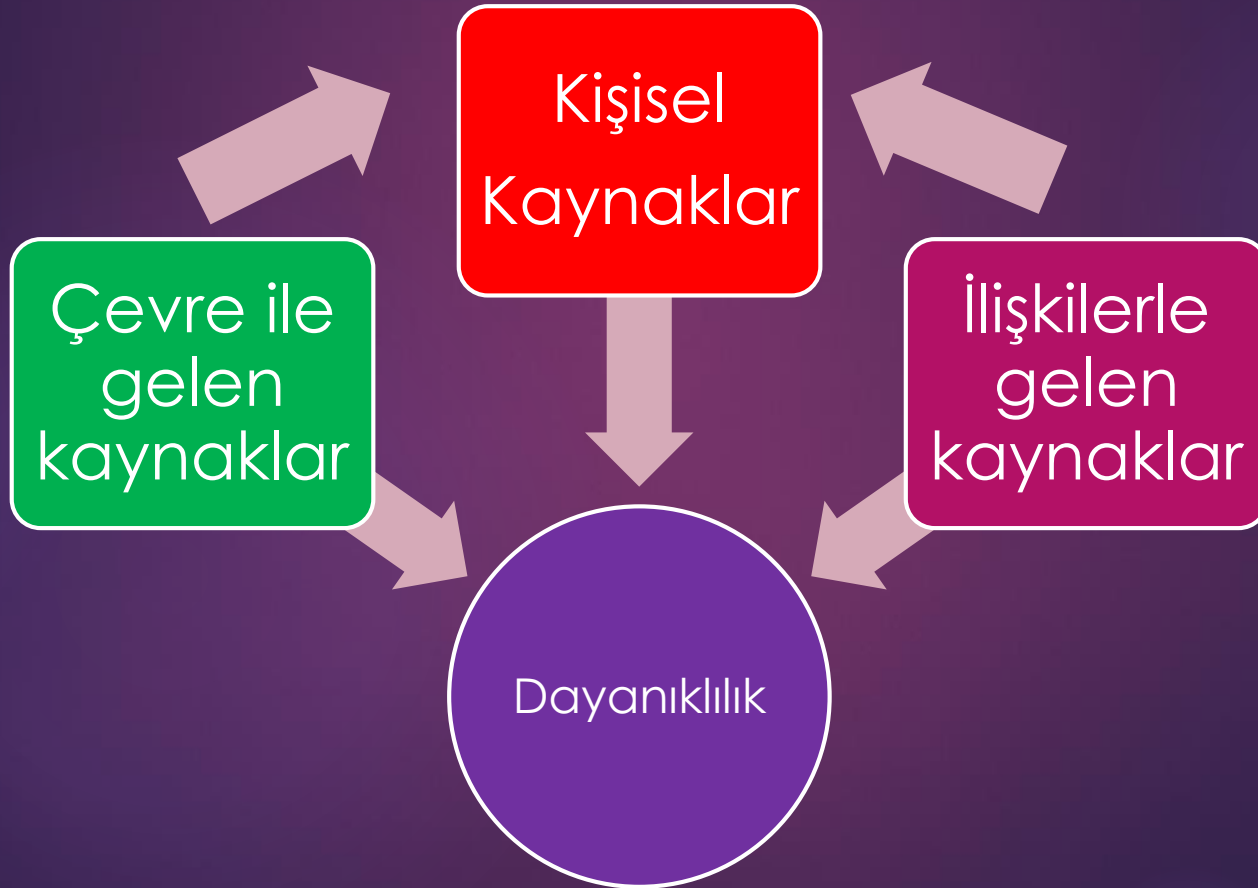 Kişisel
Kaynaklar
Çevre ile
gelen
kaynaklar
İlişkilerle
gelen
kaynaklar
Dayanıklılık